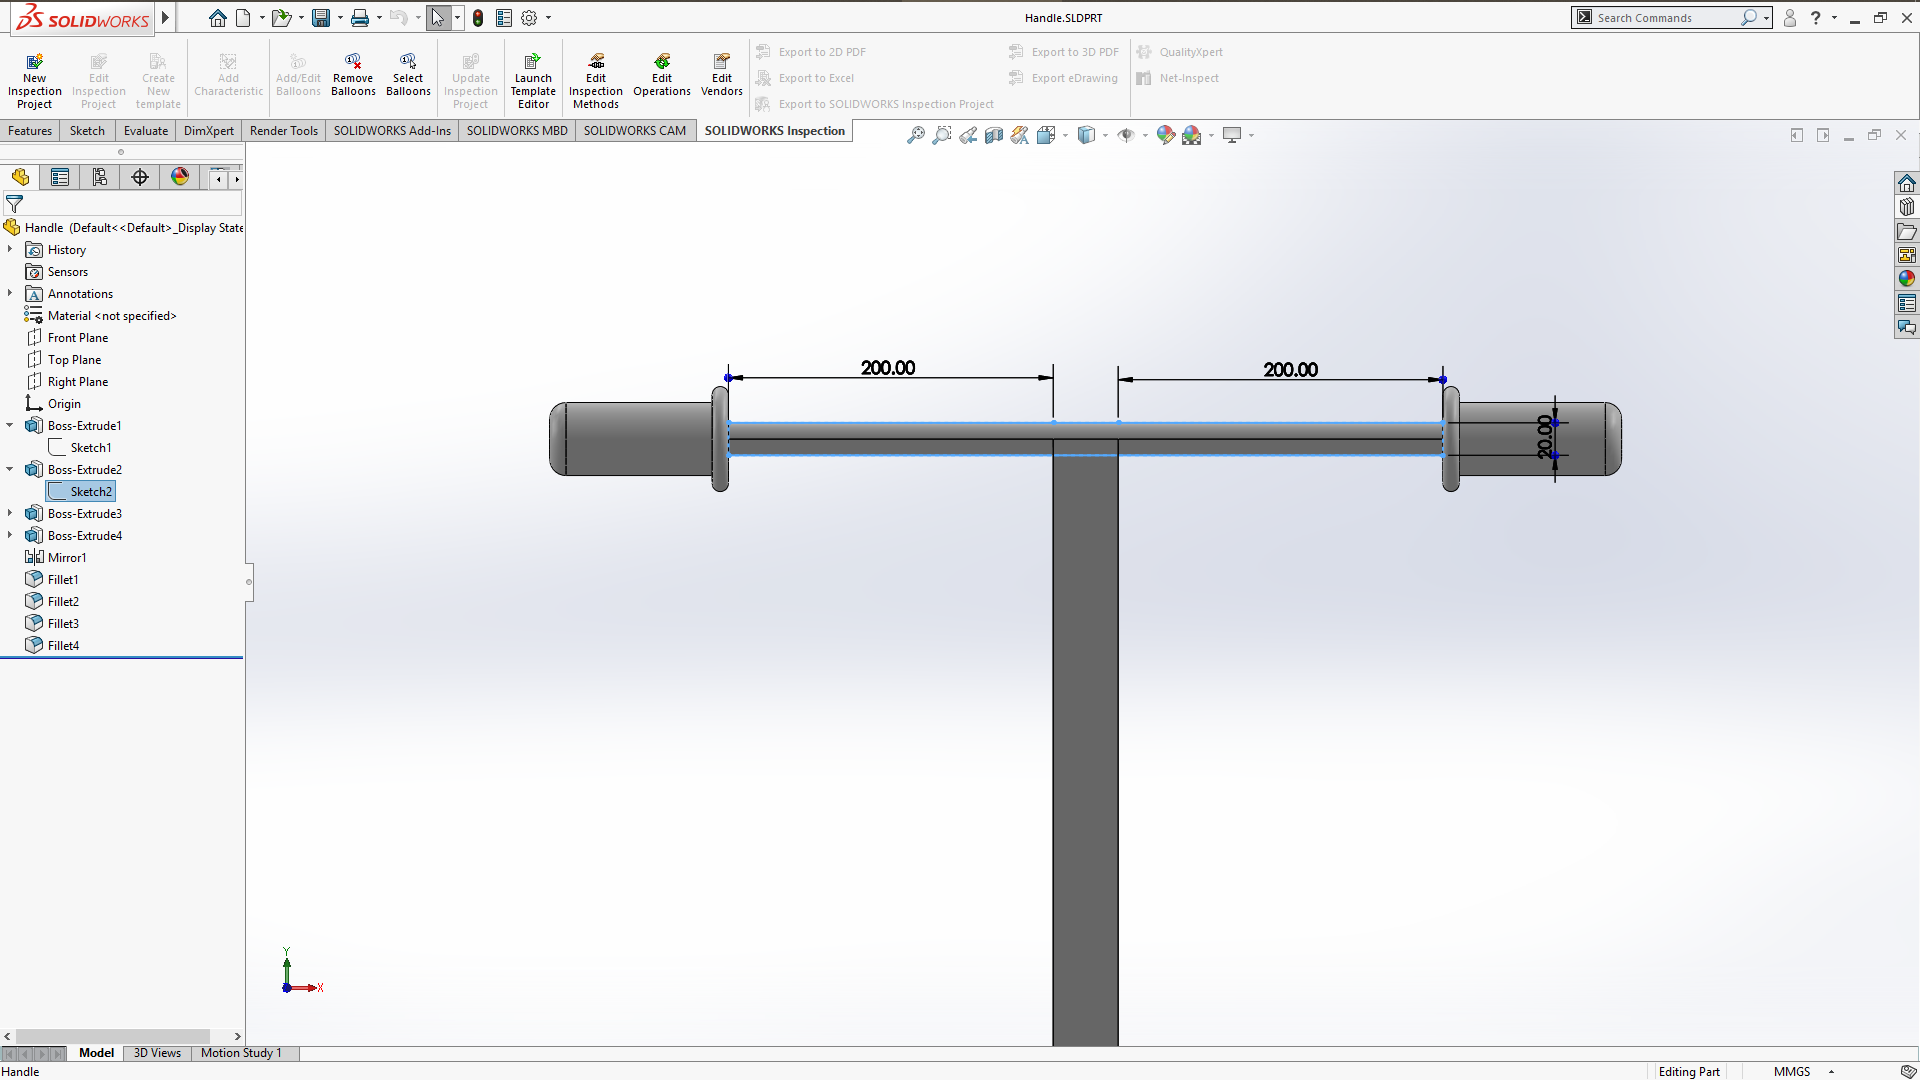 SOLIDWORKS
Handle.SLDPRT
Search Commands
?
New Inspection Project
Edit Inspection Project
Create New template
Add Characteristic
Add/Edit Balloons
Remove Balloons
Select Balloons
Update Inspection Project
Launch Template Editor
Edit Inspection Methods
Edit Operations
Edit Vendors
Export to 2D PDF
Export to Excel
Export to SOLIDWORKS Inspection Project
Export to 3D PDF
Export eDrawing
QualityXpert
Net-Inspect
Features
Sketch
Evaluate
DimXpert
Render Tools
SOLIDWORKS Add-Ins
SOLIDWORKS MBD
SOLIDWORKS CAM
SOLIDWORKS Inspection
Handle (Default<<Default>_Display State
History
Sensors
Annotations
Material <not specified>
Front Plane
Top Plane
Right Plane
Origin
Boss-Extrude1
Sketch1
Boss-Extrude2
Sketch2
Boss-Extrude3
Boss-Extrude4
Mirror1
Fillet1
Fillet2
Fillet3
Fillet4
200.00
200.00
20.00
Y
X
Model
3D Views
Motion Study 1
Handle
Editing Part
MMGS